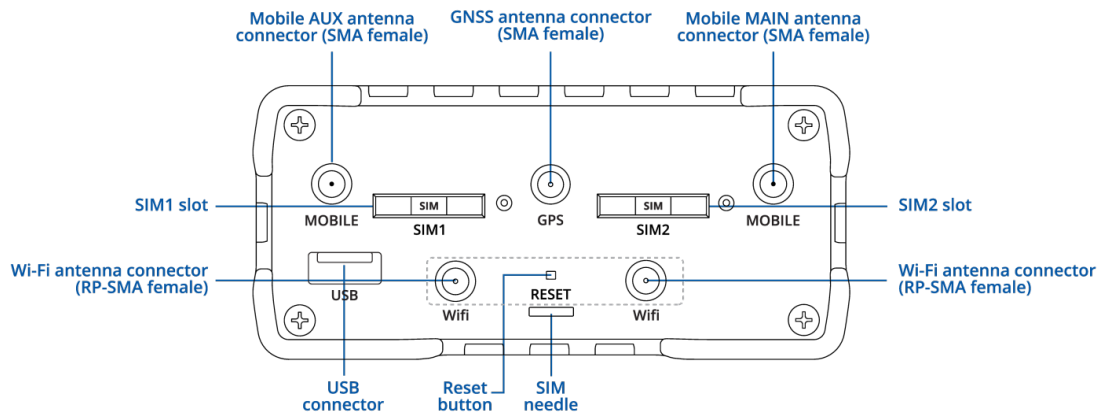 Mobile AUX antenna
connector (SMA female)
GNSS antenna connector
(SMA female)
Mobile MAIN antenna
connector (SMA female)
SIM1 slot
MOBILE
SIM
SIM1
GPS
SIM
SIM2
MOBILE
SIM2 slot
Wi-Fi antenna connector
(RP-SMA female)
USB
Wifi
RESET
Wifi
Wi-Fi antenna connector
(RP-SMA female)
USB
connector
Reset
button
SIM
needle